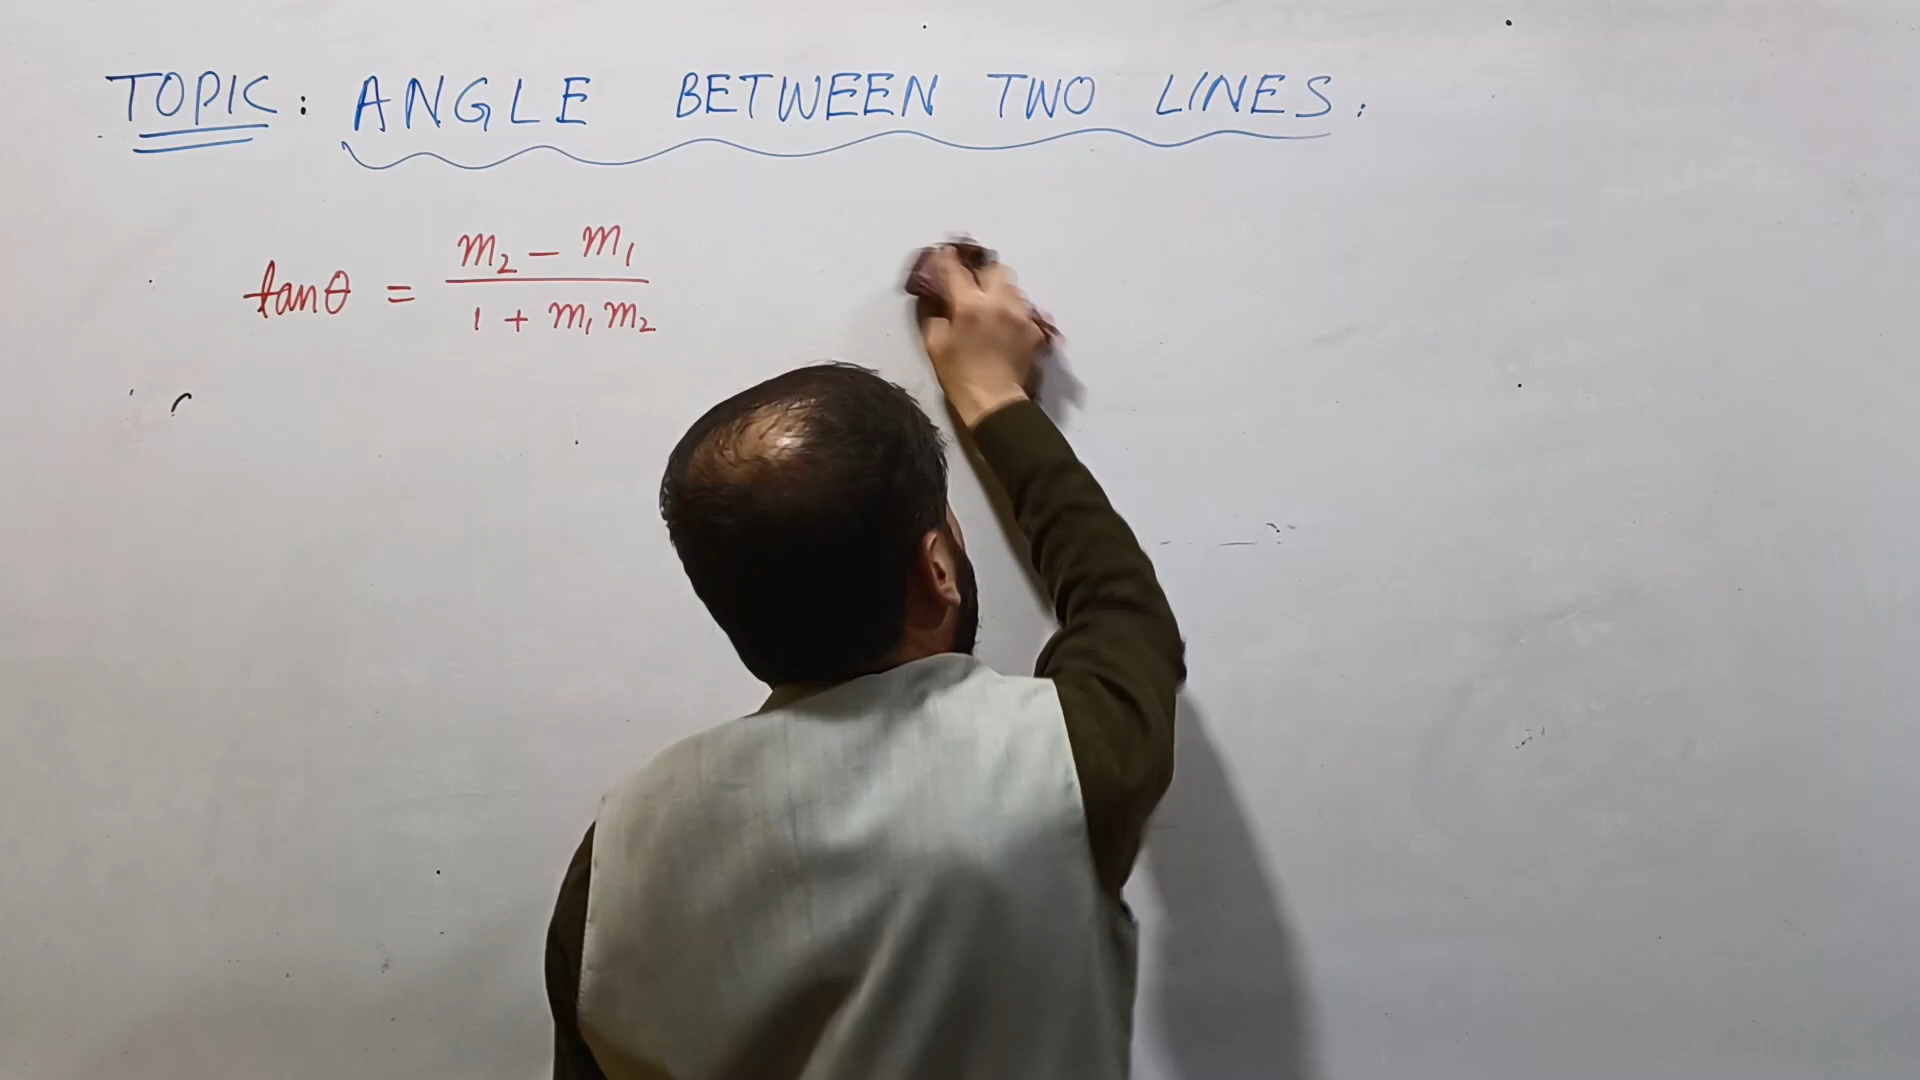 TOPIC: ANGLE BETWEEN TWO LINES.
tanθ = (m₂ - m₁) / (1 + m₁m₂)